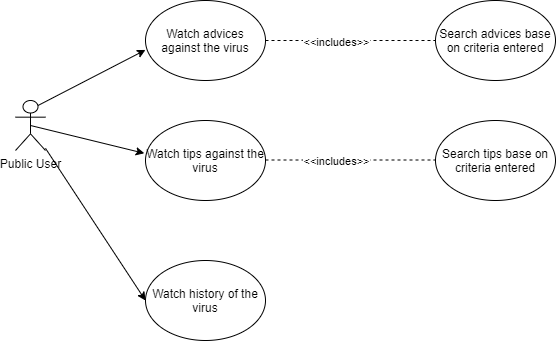 Watch advices
against the virus
<<includes>>
Search advices base
on criteria entered
Public User
Watch tips against the
virus
<<includes>>
Search tips base on
criteria entered
Watch history of the
virus